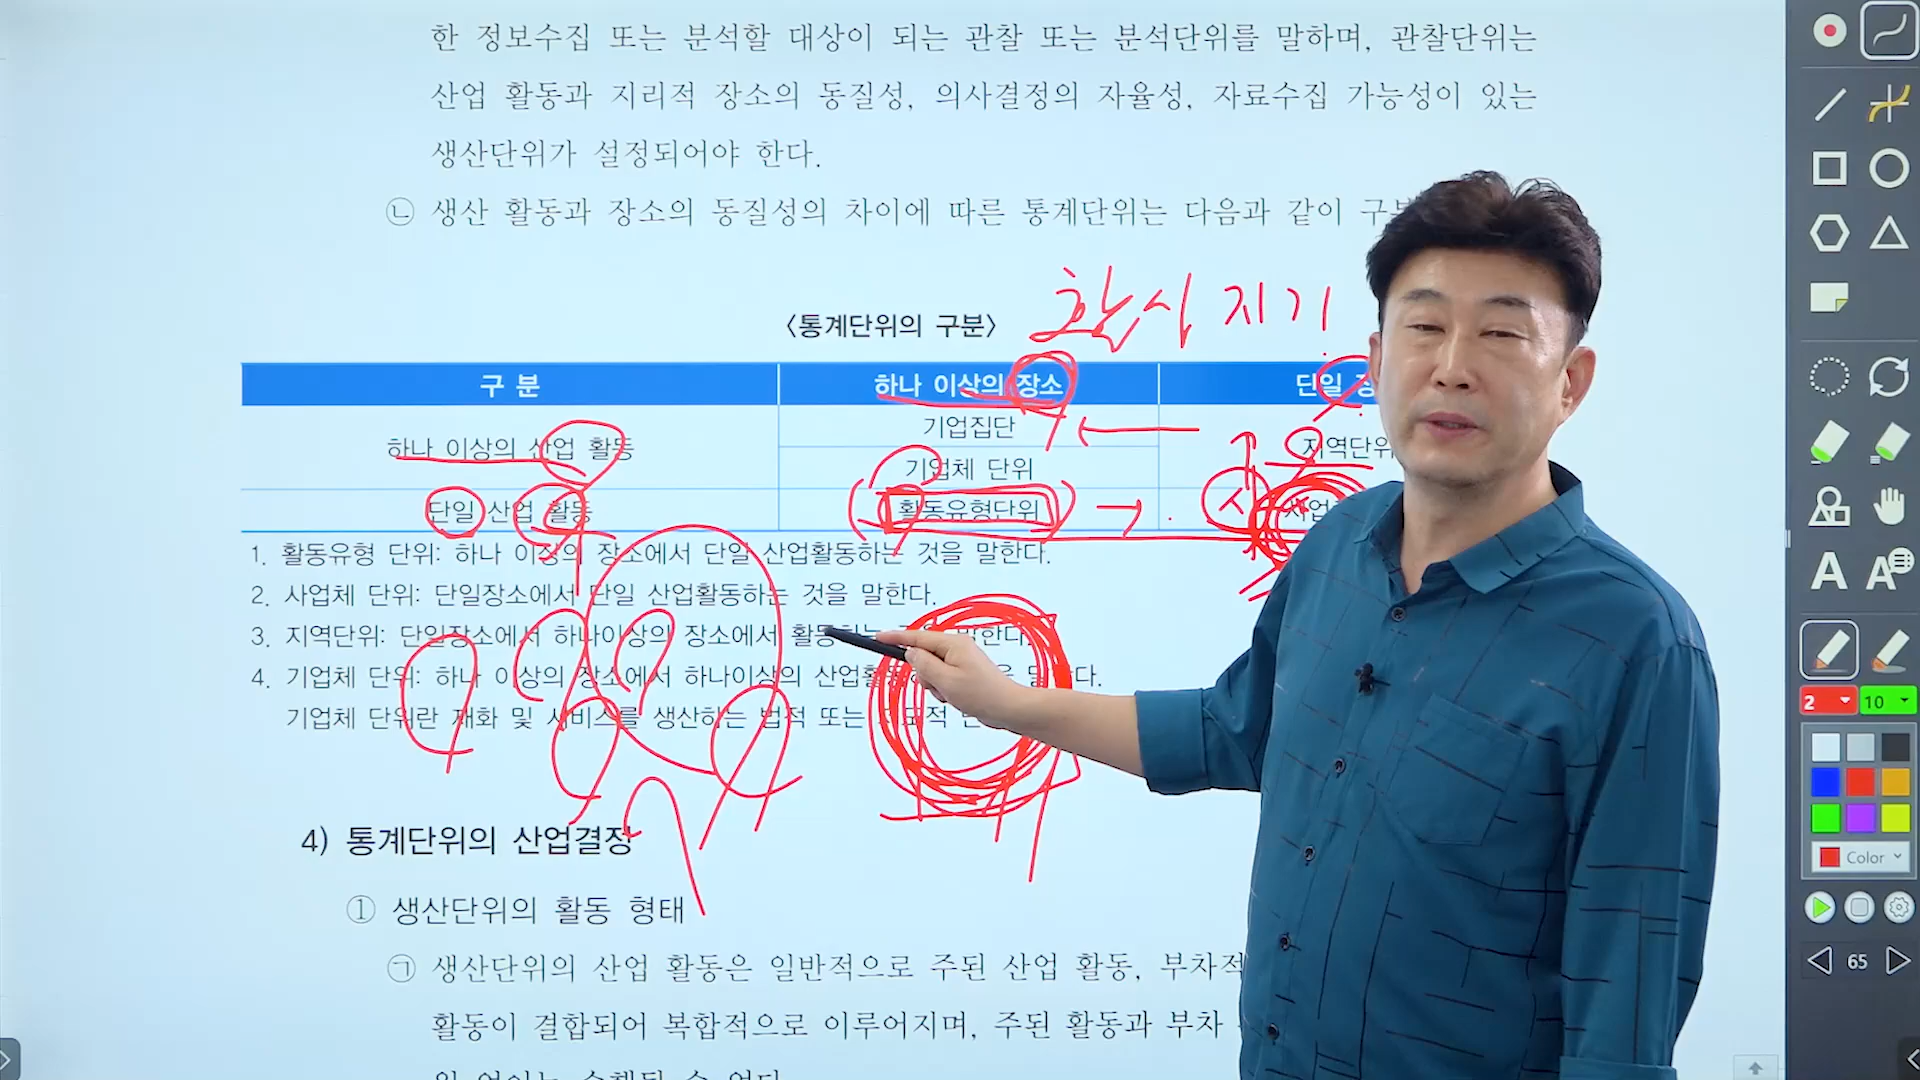 한 정보수집 또는 분석할 대상이 되는 관찰 또는 분석단위를 말하며, 관찰단위는
산업 활동과 지리적 장소의 동질성, 의사결정의 자율성, 자료수집 가능성이 있는
생산단위가 설정되어야 한다.
㉡ 생산 활동과 장소의 동질성의 차이에 따른 통계단위는 다음과 같이
〈통계단위의 구분〉
구 분 하나 이상의 장소 단일
하나 이상의 산업 활동 기업집단 지역단위
기업체 단위
단일 산업 활동 활동유형단위
1. 활동유형 단위: 하나 이상의 장소에서 단일 산업활동하는 것을 말한다.
2. 사업체 단위: 단일장소에서 단일 산업활동하는 것을 말한다.
3. 지역단위: 단일장소에서 하나이상의 장소에서 활동하는 말한다.
4. 기업체 단위: 하나 이상의 장소에서 하나이상의
기업체 단위란 재화 및 서비스를 생산하는 법적 또는
4) 통계단위의 산업결정
① 생산단위의 활동 형태
㉠ 생산단위의 산업 활동은 일반적으로 주된 산업 활동,
활동이 결합되어 복합적으로 이루어지며, 주된 활동과 부차
2 10
Color
65